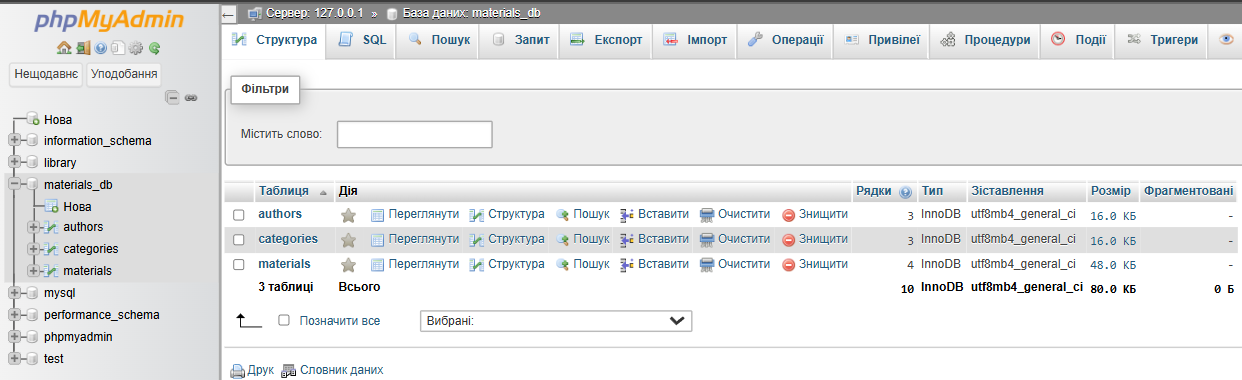 phpMyAdmin
Нещодавнє Уподобання
Нова
information_schema
library
materials_db
Нова
authors
categories
materials
mysql
performance_schema
phpmyadmin
test
Сервер: 127.0.0.1 » База даних: materials_db
Структура SQL Пошук Запит Експорт Імпорт Операції Привілеї Процедури Події Тригери
Фільтри
Містить слово:
Таблиця Дія Рядки Тип Зіставлення Розмір Фрагментовані
authors Переглянути Структура Пошук Вставити Очистити Знищити 3 InnoDB utf8mb4_general_ci 16.0 КБ -
categories Переглянути Структура Пошук Вставити Очистити Знищити 3 InnoDB utf8mb4_general_ci 16.0 КБ -
materials Переглянути Структура Пошук Вставити Очистити Знищити 4 InnoDB utf8mb4_general_ci 48.0 КБ -
3 таблиці Всього 10 InnoDB utf8mb4_general_ci 80.0 КБ 0 Б
Позначити все Вибрані:
Друк Словник даних